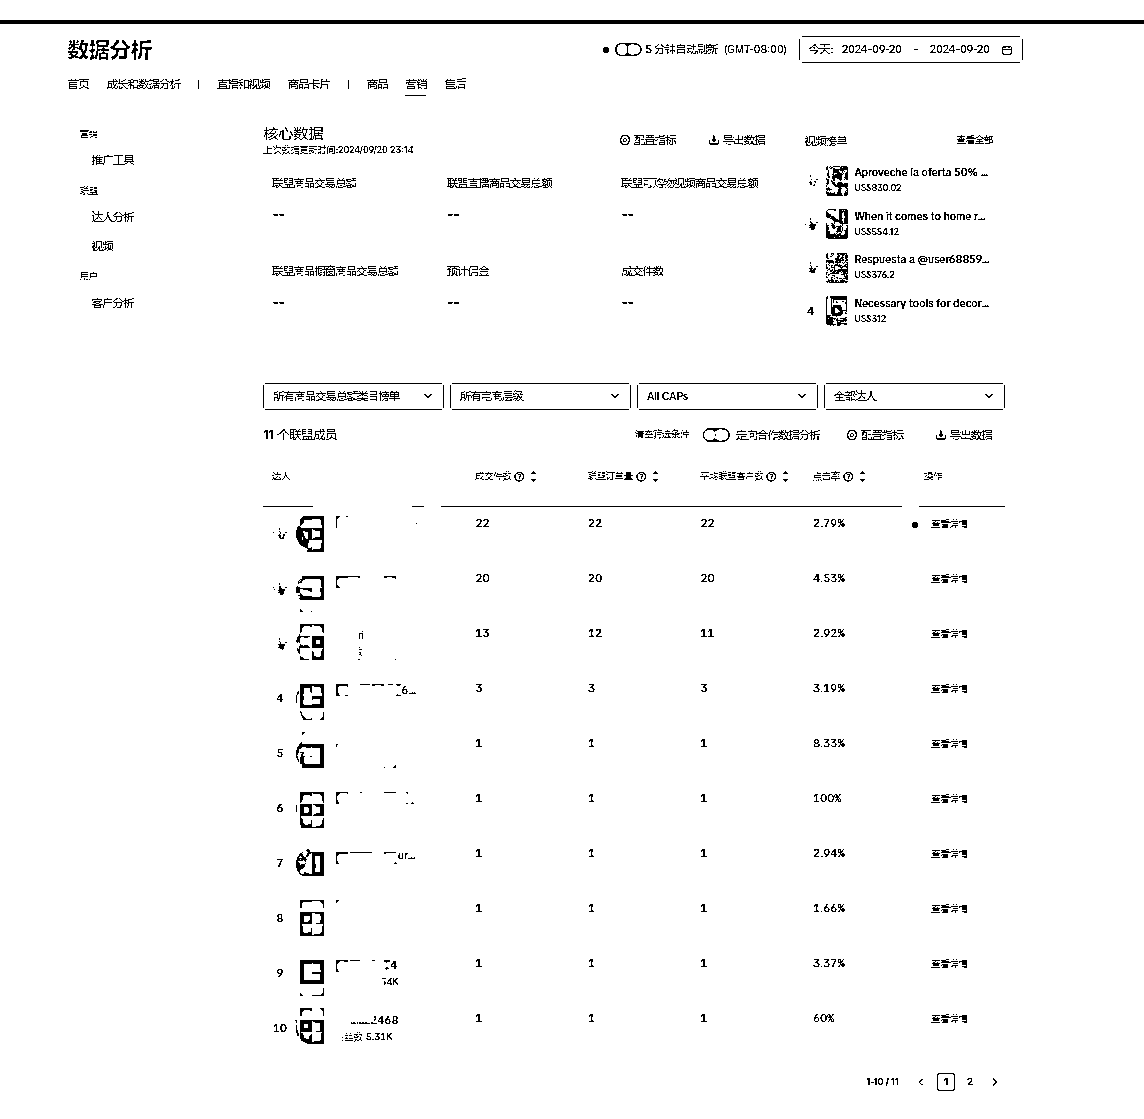 数据分析
5 分钟自动刷新 (GMT-08:00)
今天: 2024-09-20 - 2024-09-20
首页 成长和数据分析 | 直播和视频 商品卡片 | 商品 营销 售后
营销
推广工具
联盟
达人分析
视频
用户
客户分析
核心数据
上次数据更新时间:2024/09/20 23:14
配置指标 导出数据
联盟商品交易总额 联盟直播商品交易总额 联盟可购物视频商品交易总额
-- -- --
联盟商品橱窗商品交易总额 预计佣金 成交件数
-- -- --
视频榜单 查看全部
Aproveche la oferta 50% ...
US$830.02
When it comes to home r...
US$554.12
Respuesta a @user68859...
US$376.2
4 Necessary tools for decor...
US$312
所有商品交易总额类目榜单 所有完商层级 All CAPs 全部达人
11 个联盟成员
清空筛选条件 定向合作数据分析 配置指标 导出数据
达人 成交件数 联盟订单量 平均联盟客户数 点击率 操作
22 22 22 2.79% 查看详情
20 20 20 4.53% 查看详情
13 12 11 2.92% 查看详情
4 6... 3 3 3 3.19% 查看详情
5 1 1 1 8.33% 查看详情
6 1 1 1 100% 查看详情
7 ur... 1 1 1 2.94% 查看详情
8 1 1 1 1.66% 查看详情
9 4 1 1 1 3.37% 查看详情
54K
10 2468 1 1 1 60% 查看详情
丝数 5.31K
1-10 / 11 1 2